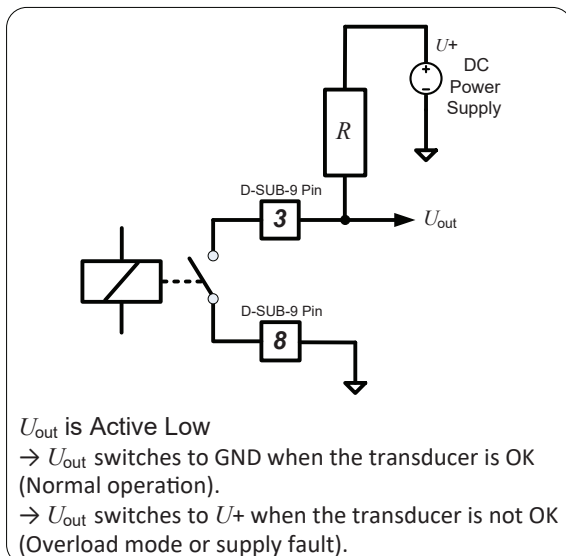 U+
DC
Power
Supply
R
D-SUB-9 Pin
3
Uout
D-SUB-9 Pin
8
Uout is Active Low
→ Uout switches to GND when the transducer is OK
(Normal operation).
→ Uout switches to U+ when the transducer is not OK
(Overload mode or supply fault).